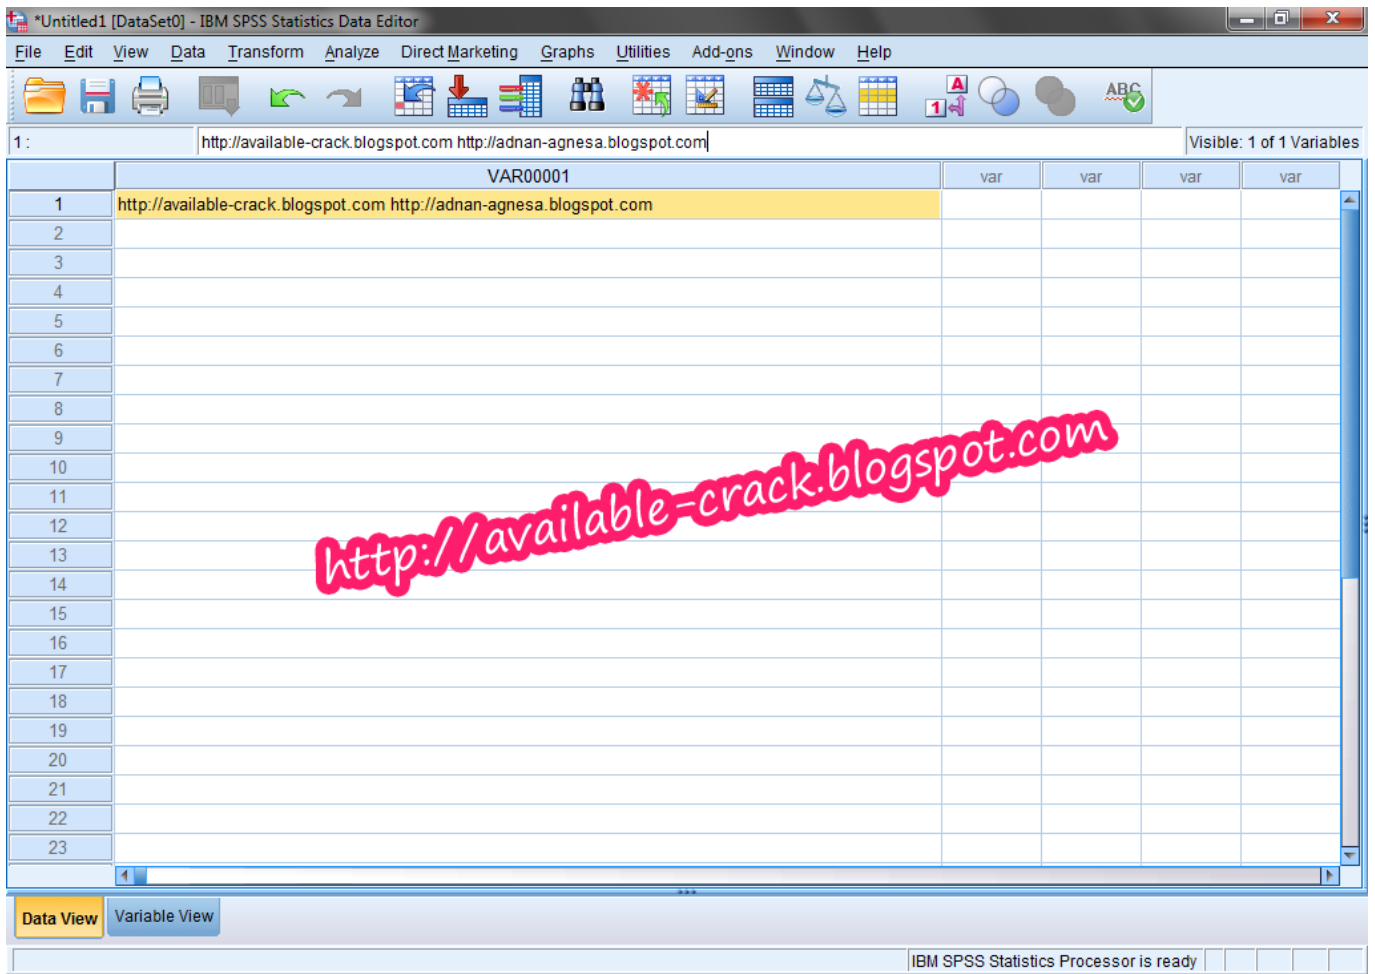 *Untitled1 [DataSet0] - IBM SPSS Statistics Data Editor
File Edit View Data Transform Analyze Direct Marketing Graphs Utilities Add-ons Window Help
A
1
ABC
1 : http://available-crack.blogspot.com http://adnan-agnesa.blogspot.com Visible: 1 of 1 Variables
VAR00001 var var var var
1 http://available-crack.blogspot.com http://adnan-agnesa.blogspot.com
2
3
4
5
6
7
8
9
10
11
12
13
14
15
16
17
18
19
20
21
22
23
http://available-crack.blogspot.com
Data View Variable View
IBM SPSS Statistics Processor is ready